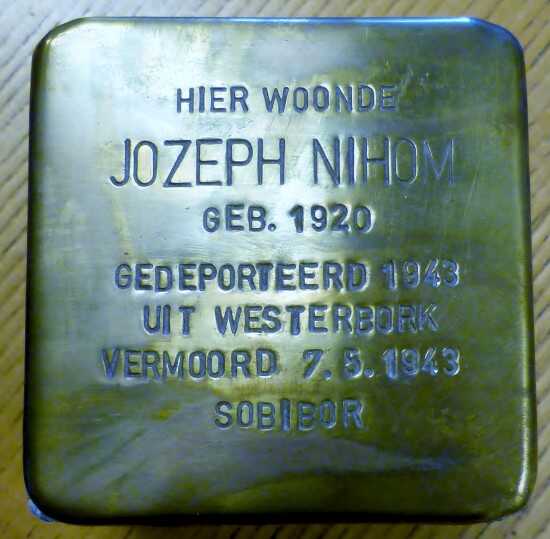 HIER WOONDE
JOZEPH NIHOM
GEB. 1920
GEDEPORTEERD 1943
UIT WESTERBORK
VERMOORD 7.5.1943
SOBIBOR